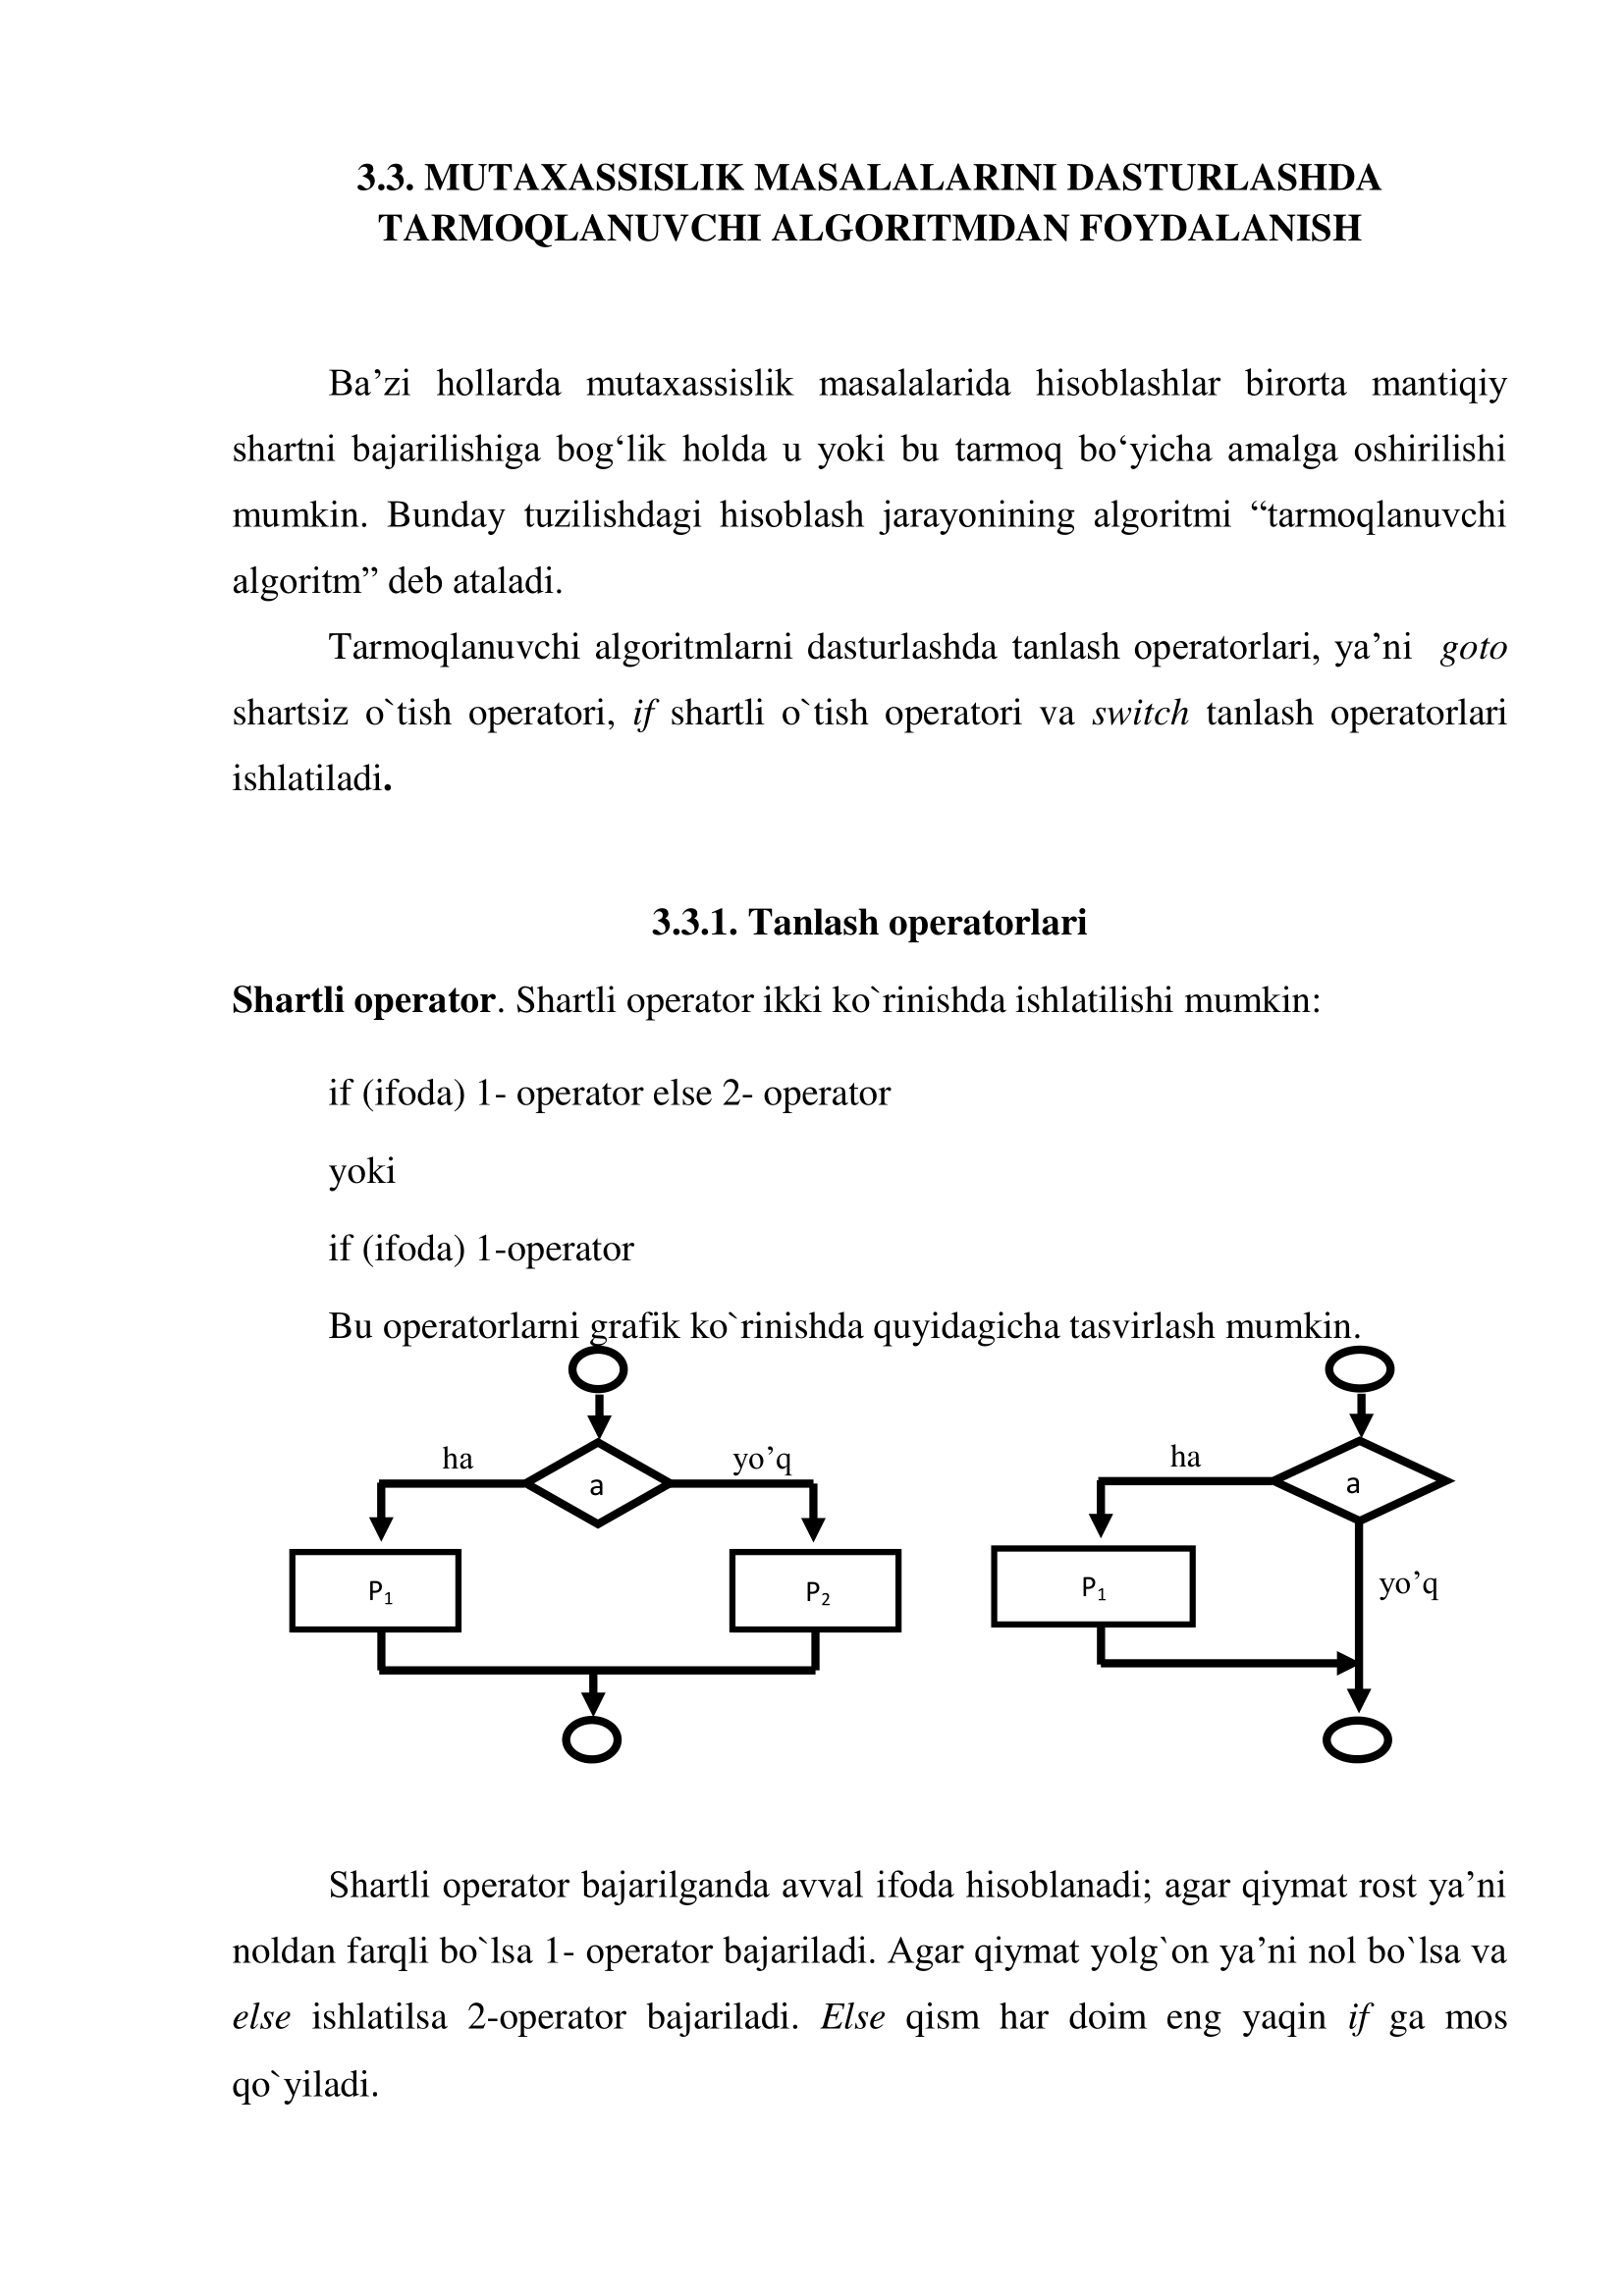 3.3. MUTAXASSISLIK MASALALARINI DASTURLASHDA
TARMOQLANUVCHI ALGORITMDAN FOYDALANISH
Ba’zi hollarda mutaxassislik masalalarida hisoblashlar birorta mantiqiy
shartni bajarilishiga bog‘lik holda u yoki bu tarmoq bo‘yicha amalga oshirilishi
mumkin. Bunday tuzilishdagi hisoblash jarayonining algoritmi “tarmoqlanuvchi
algoritm” deb ataladi.
Tarmoqlanuvchi algoritmlarni dasturlashda tanlash operatorlari, ya’ni goto
shartsiz o`tish operatori, if shartli o`tish operatori va switch tanlash operatorlari
ishlatiladi.
3.3.1. Tanlash operatorlari
Shartli operator. Shartli operator ikki ko`rinishda ishlatilishi mumkin:
if (ifoda) 1- operator else 2- operator
yoki
if (ifoda) 1-operator
Bu operatorlarni grafik ko`rinishda quyidagicha tasvirlash mumkin.
ha
a
yo’q
P1
P2
ha
a
P1
yo’q
Shartli operator bajarilganda avval ifoda hisoblanadi; agar qiymat rost ya’ni
noldan farqli bo`lsa 1- operator bajariladi. Agar qiymat yolg`on ya’ni nol bo`lsa va
else ishlatilsa 2-operator bajariladi. Else qism har doim eng yaqin if ga mos
qo`yiladi.